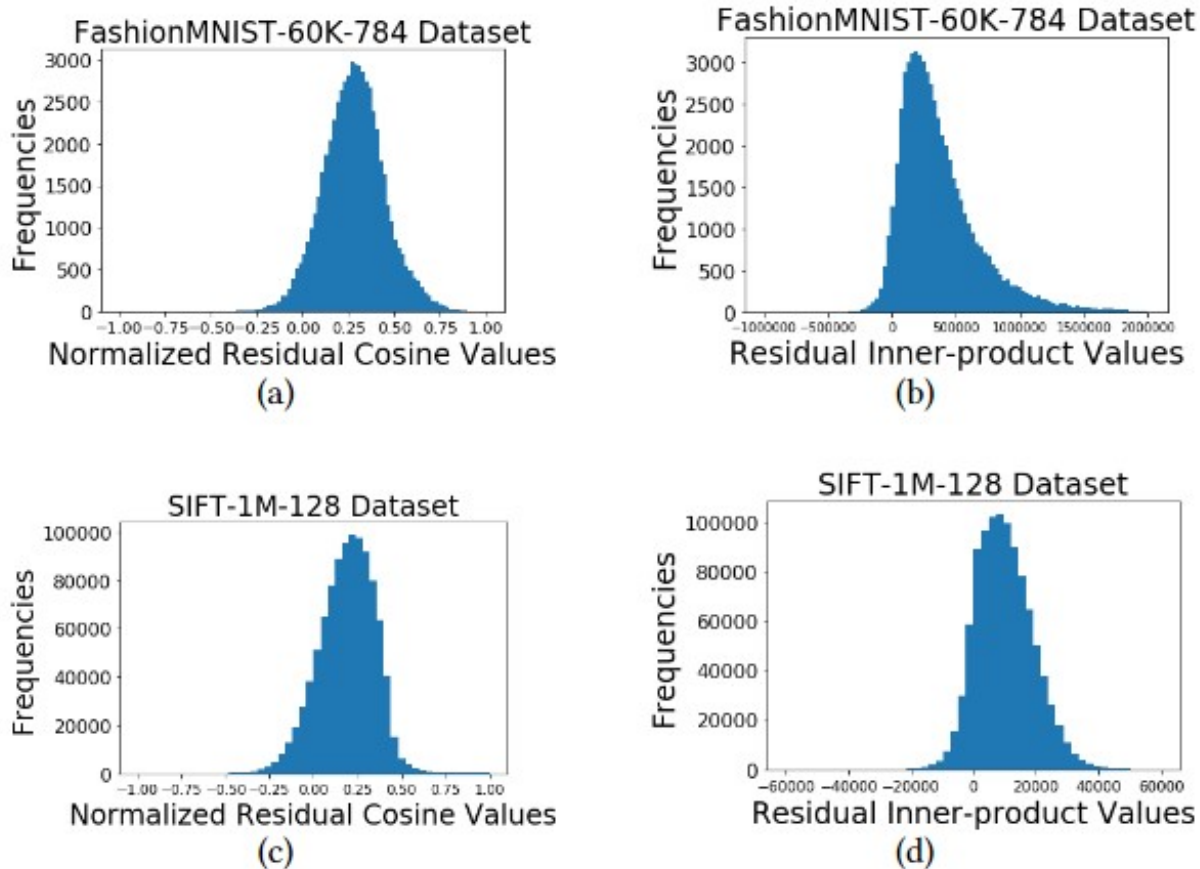 FashionMNIST-60K-784 Dataset
Frequencies
3000
2500
2000
1500
1000
500
0
−1.00 −0.75 −0.50 −0.25 0.00 0.25 0.50 0.75 1.00
Normalized Residual Cosine Values
(a)
FashionMNIST-60K-784 Dataset
Frequencies
3000
2500
2000
1500
1000
500
0
−1000000 −500000 0 500000 1000000 1500000 2000000
Residual Inner-product Values
(b)
SIFT-1M-128 Dataset
Frequencies
100000
80000
60000
40000
20000
0
−1.00 −0.75 −0.50 −0.25 0.00 0.25 0.50 0.75 1.00
Normalized Residual Cosine Values
(c)
SIFT-1M-128 Dataset
Frequencies
100000
80000
60000
40000
20000
0
−60000 −40000 −20000 0 20000 40000 60000
Residual Inner-product Values
(d)